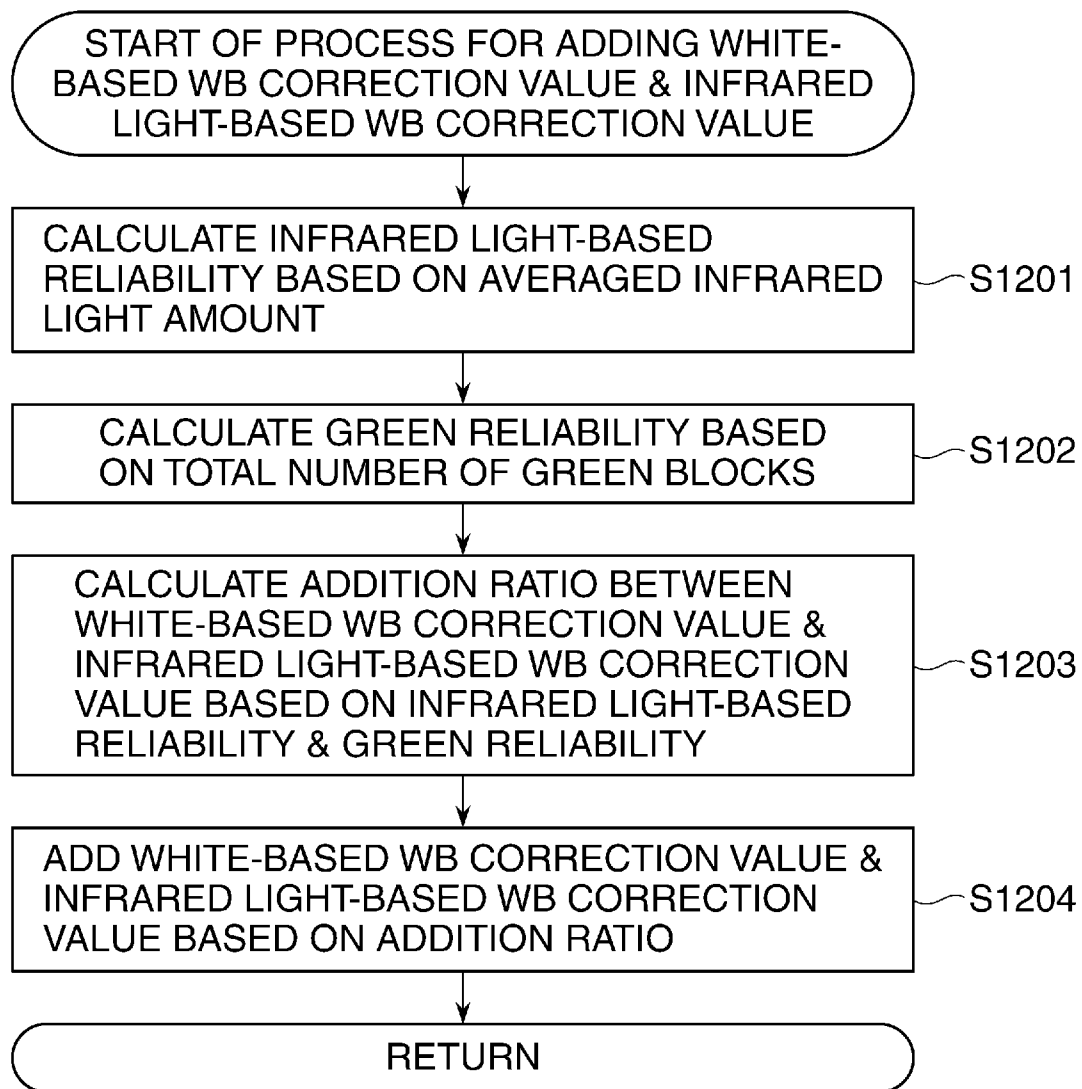 START OF PROCESS FOR ADDING WHITE-
BASED WB CORRECTION VALUE & INFRARED
LIGHT-BASED WB CORRECTION VALUE
CALCULATE INFRARED LIGHT-BASED
RELIABILITY BASED ON AVERAGED INFRARED
LIGHT AMOUNT
S1201
CALCULATE GREEN RELIABILITY BASED
ON TOTAL NUMBER OF GREEN BLOCKS
S1202
CALCULATE ADDITION RATIO BETWEEN
WHITE-BASED WB CORRECTION VALUE &
INFRARED LIGHT-BASED WB CORRECTION
VALUE BASED ON INFRARED LIGHT-BASED
RELIABILITY & GREEN RELIABILITY
S1203
ADD WHITE-BASED WB CORRECTION VALUE &
INFRARED LIGHT-BASED WB CORRECTION
VALUE BASED ON ADDITION RATIO
S1204
RETURN